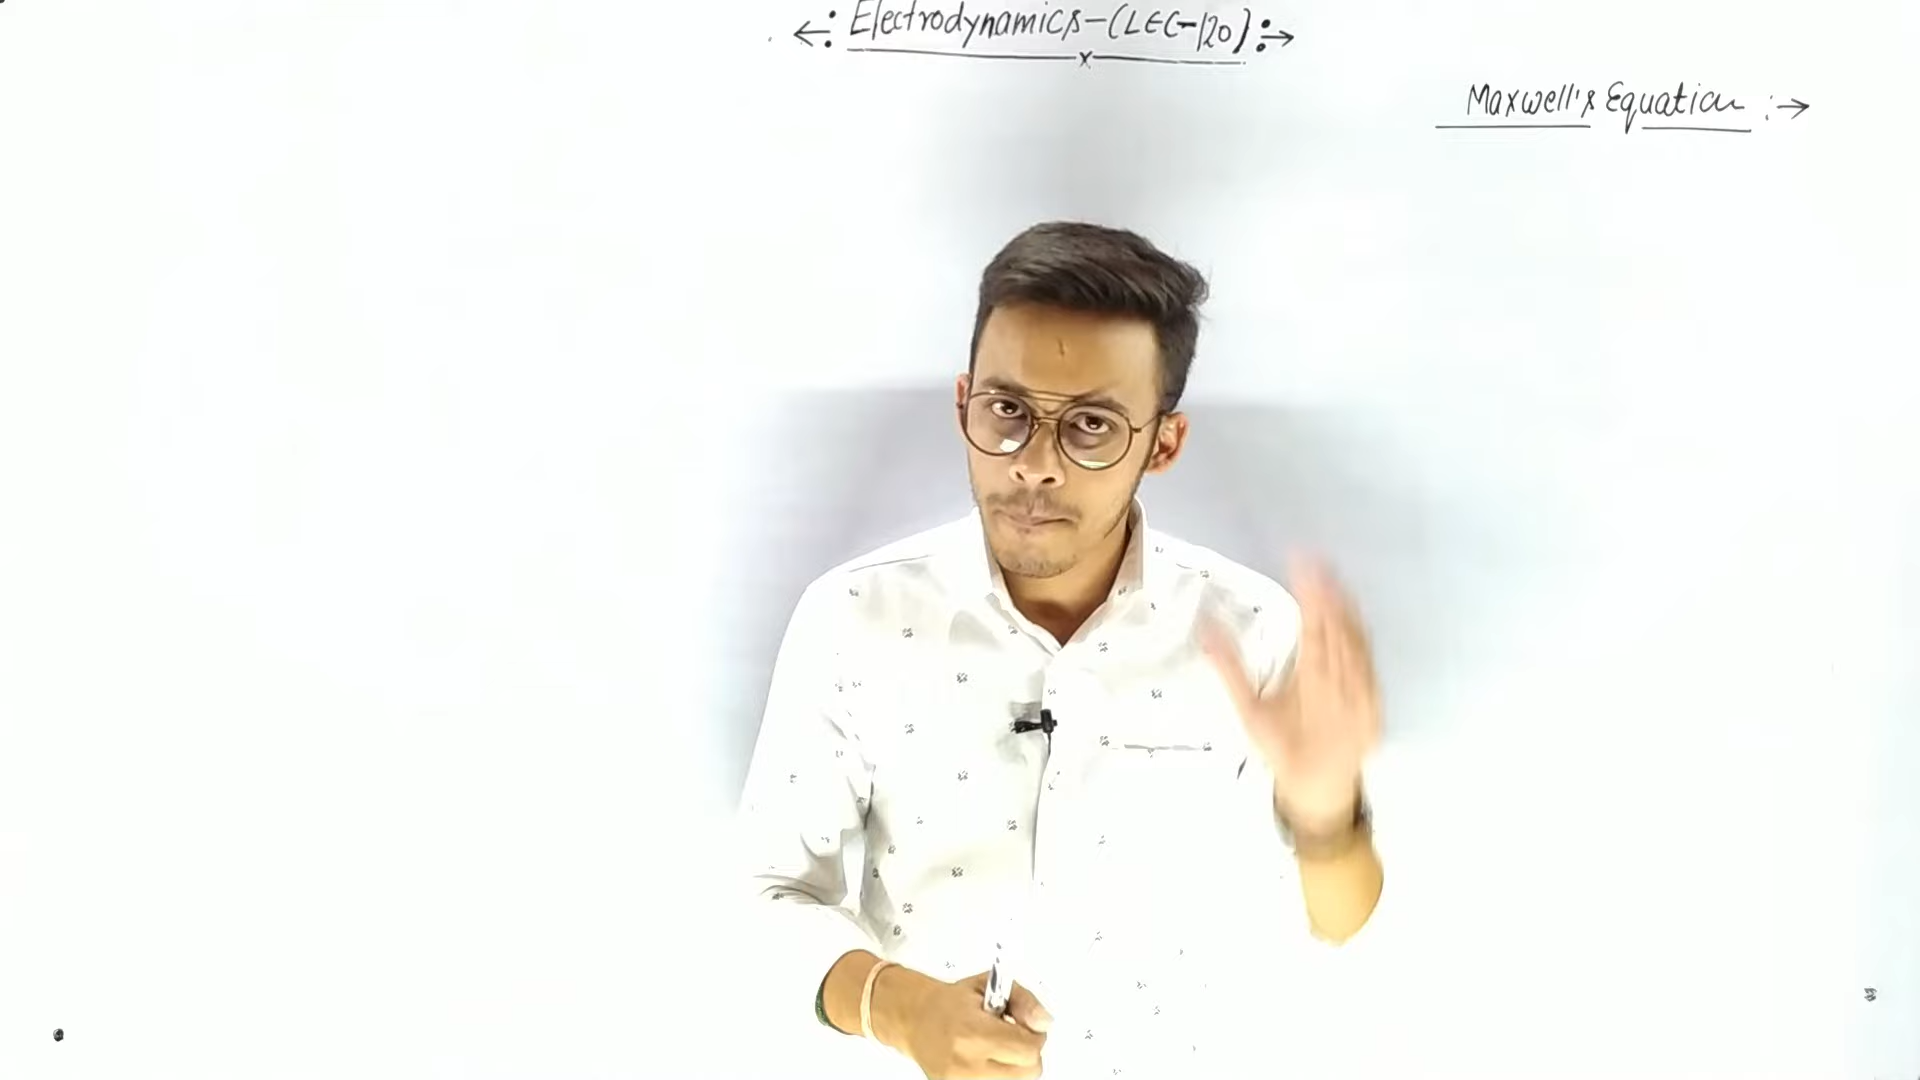 ←: Electrodynamics-(LEC-120) :→
Maxwell's Equation :→